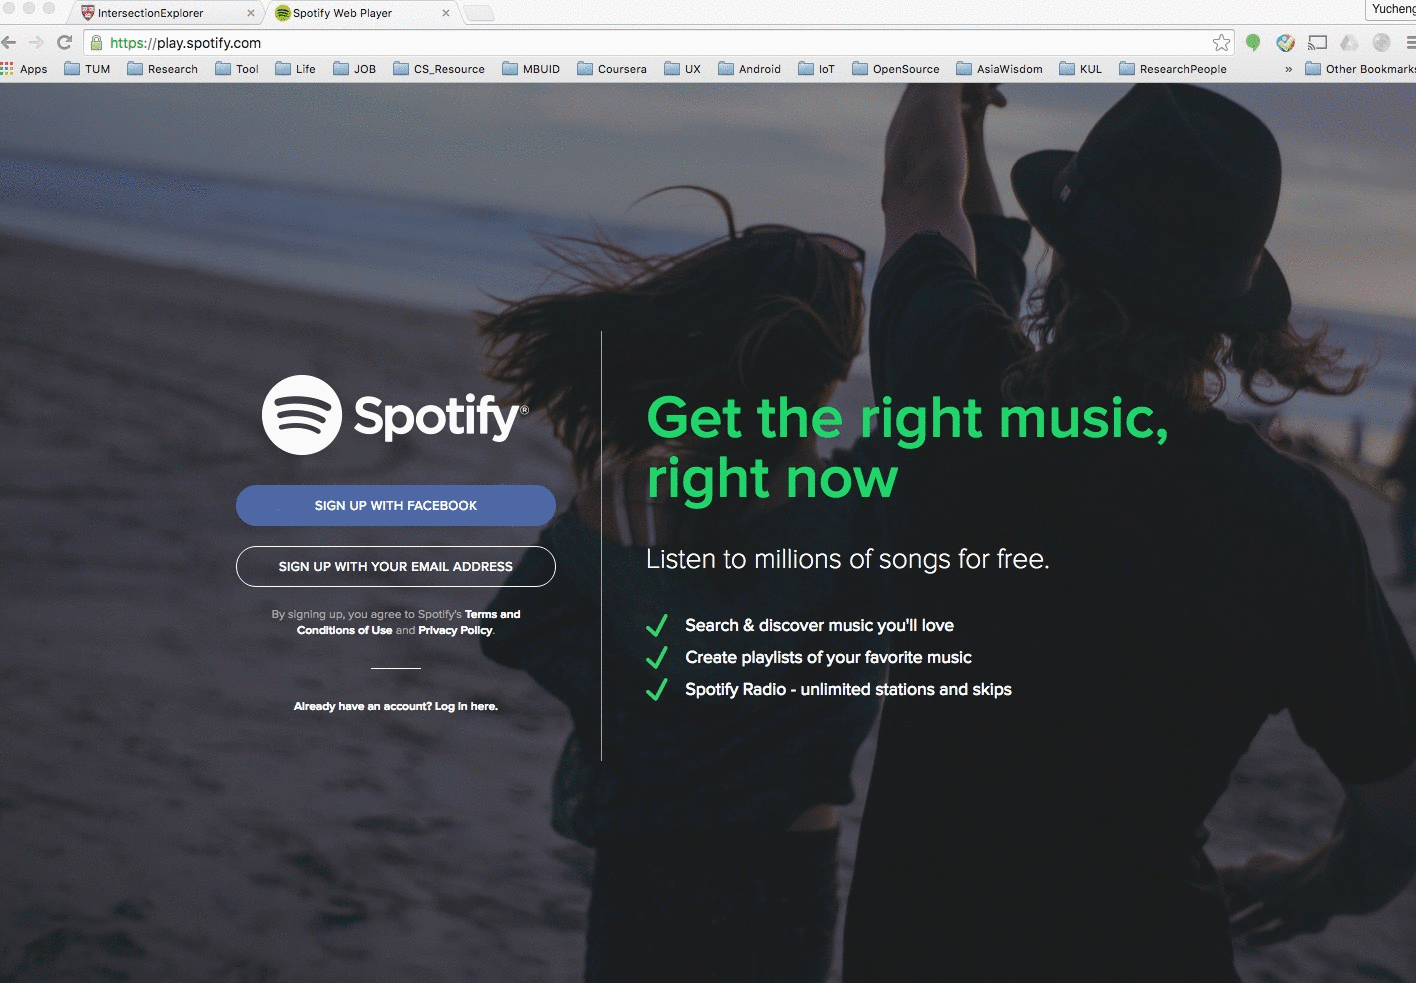 Yucheng
IntersectionExplorer
Spotify Web Player
https://play.spotify.com
Apps TUM Research Tool Life JOB CS_Resource MBUID Coursera UX Android IoT OpenSource AsiaWisdom KUL ResearchPeople » Other Bookmarks
Spotify®
SIGN UP WITH FACEBOOK
SIGN UP WITH YOUR EMAIL ADDRESS
By signing up, you agree to Spotify's Terms and
Conditions of Use and Privacy Policy.
Already have an account? Log in here.
Get the right music,
right now
Listen to millions of songs for free.
Search & discover music you'll love
Create playlists of your favorite music
Spotify Radio - unlimited stations and skips